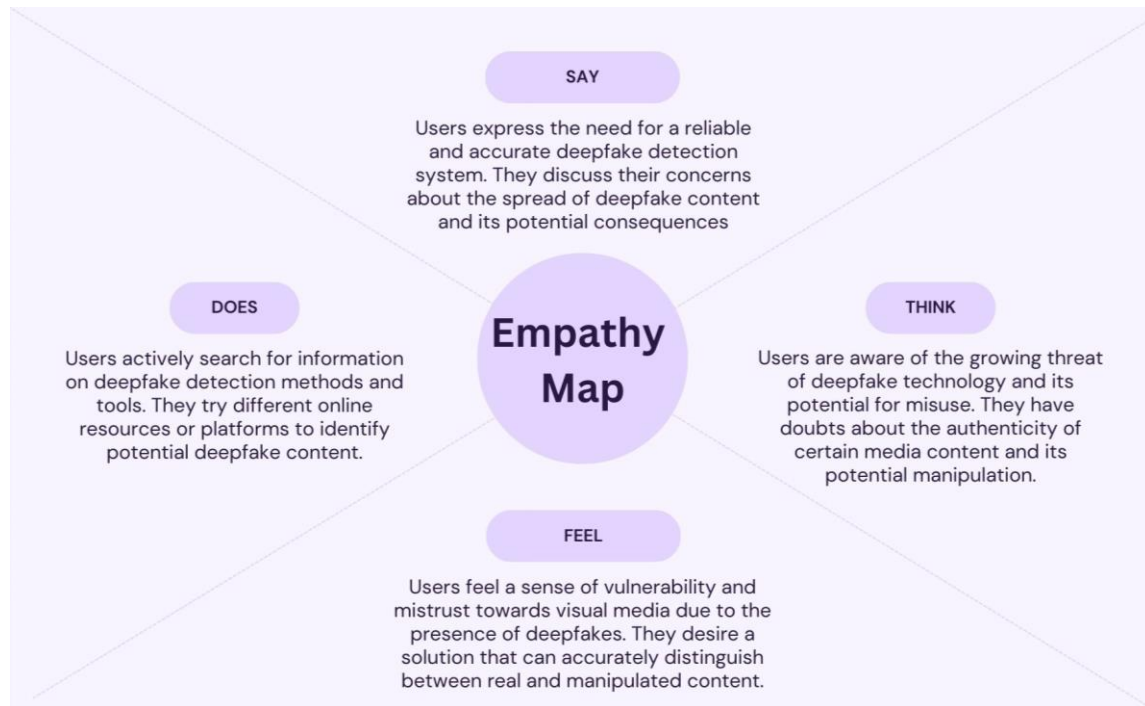 SAY
Users express the need for a reliable
and accurate deepfake detection
system. They discuss their concerns
about the spread of deepfake content
and its potential consequences
DOES
Users actively search for information
on deepfake detection methods and
tools. They try different online
resources or platforms to identify
potential deepfake content.
Empathy
Map
THINK
Users are aware of the growing threat
of deepfake technology and its
potential for misuse. They have
doubts about the authenticity of
certain media content and its
potential manipulation.
FEEL
Users feel a sense of vulnerability and
mistrust towards visual media due to the
presence of deepfakes. They desire a
solution that can accurately distinguish
between real and manipulated content.